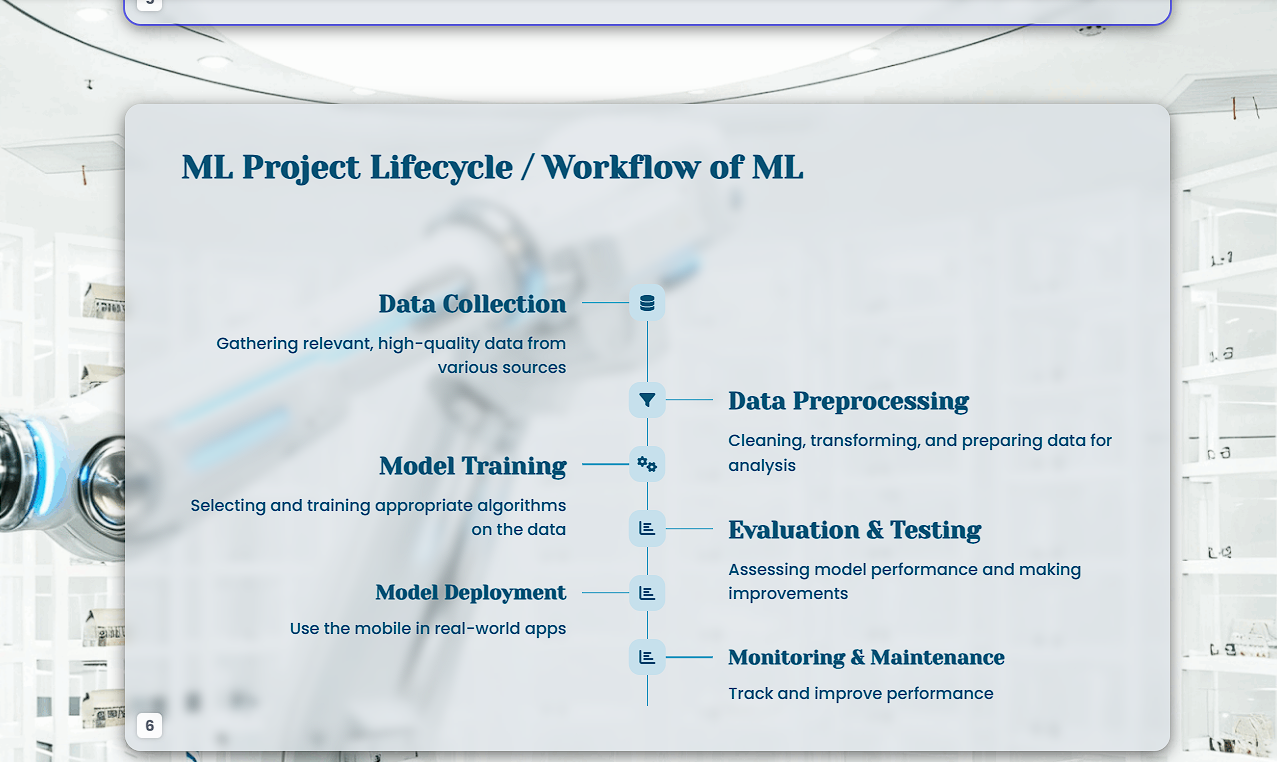 ML Project Lifecycle / Workflow of ML
Data Collection
Gathering relevant, high-quality data from
various sources
Data Preprocessing
Cleaning, transforming, and preparing data for
analysis
Model Training
Selecting and training appropriate algorithms
on the data
Evaluation & Testing
Assessing model performance and making
improvements
Model Deployment
Use the mobile in real-world apps
Monitoring & Maintenance
Track and improve performance
6